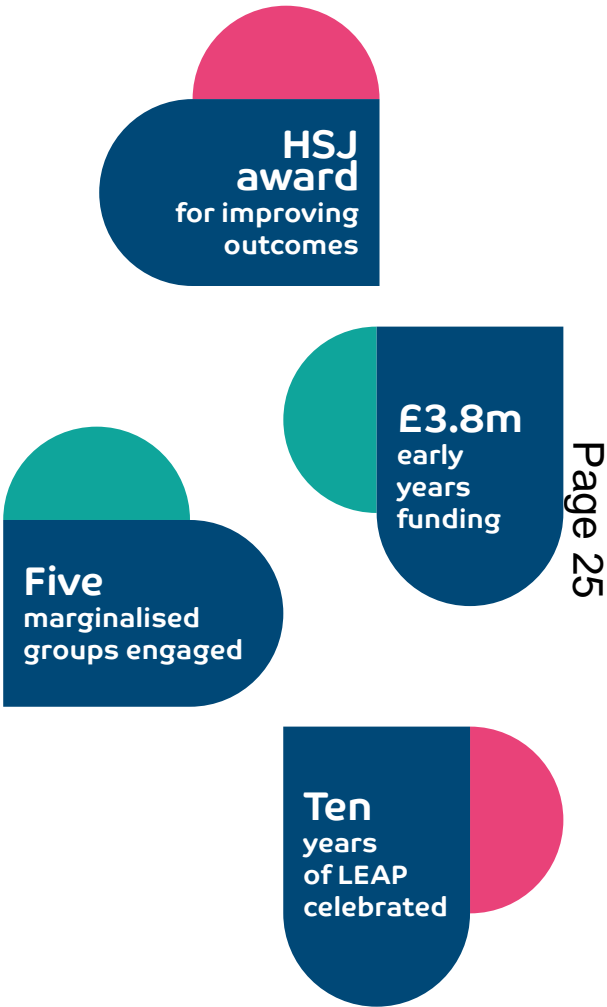 HSJ
award
for improving
outcomes
£3.8m
early
years
funding
Five
marginalised
groups engaged
Ten
years
of LEAP
celebrated
Page 25